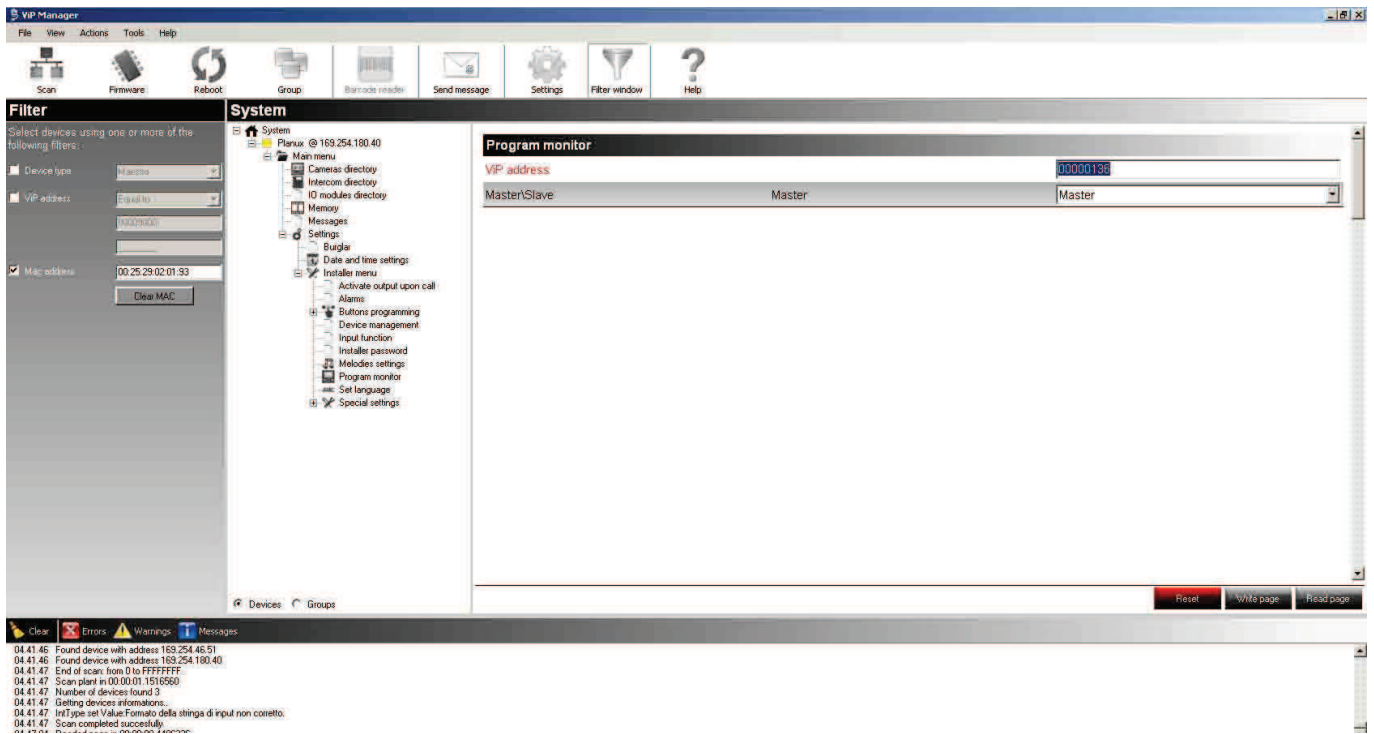 ViP Manager
File View Actions Tools Help
Scan Firmware Reboot Group Barcode reader Send message Settings Filter window Help
Filter
Select devices using one or more of the
following filters:
Device type Maestro
ViP address Equal to
00009000
Mac address 00:25:29:02:01:93
Clear MAC
System
System
Planux @ 169.254.180.40
Main menu
Cameras directory
Intercom directory
IO modules directory
Memory
Messages
Settings
Burglar
Date and time settings
Installer menu
Activate output upon call
Alarms
Buttons programming
Device management
Input function
Installer password
Melodies settings
Program monitor
Set language
Special settings
Devices Groups
Program monitor
ViP address 00000136
Master\Slave Master Master
Reset Write page Read page
Clear Errors Warnings Messages
04.41.46 Found device with address 169.254.46.51
04.41.46 Found device with address 169.254.180.40
04.41.47 End of scan: from 0 to FFFFFFFF
04.41.47 Scan plant in 00:00:01.1516560
04.41.47 Number of devices found 3
04.41.47 Getting devices informations..
04.41.47 IntType set Value:Formato della stringa di input non corretto.
04.41.47 Scan completed succesfully.